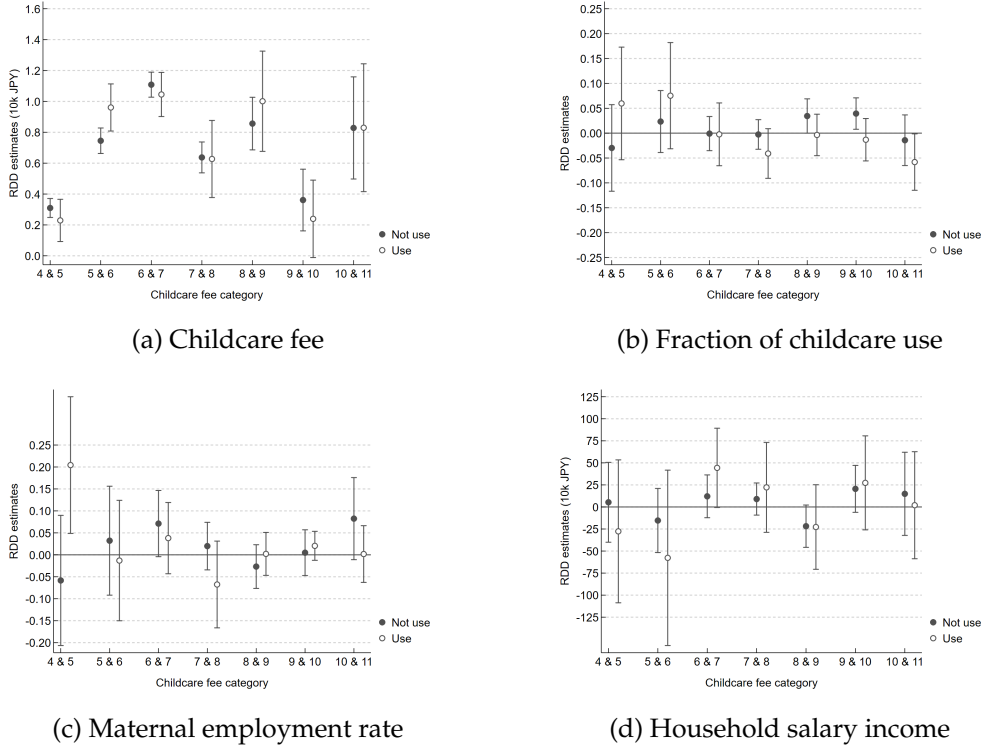 1.6
1.4
1.2
1.0
0.8
0.6
0.4
0.2
0.0
RDD estimates (10k JPY)
4 & 5 5 & 6 6 & 7 7 & 8 8 & 9 9 & 10 10 & 11
Childcare fee category
Not use
Use
(a) Childcare fee
0.25
0.20
0.15
0.10
0.05
0.00
-0.05
-0.10
-0.15
-0.20
-0.25
RDD estimates
4 & 5 5 & 6 6 & 7 7 & 8 8 & 9 9 & 10 10 & 11
Childcare fee category
Not use
Use
(b) Fraction of childcare use
0.25
0.20
0.15
0.10
0.05
0.00
-0.05
-0.10
-0.15
-0.20
RDD estimates
4 & 5 5 & 6 6 & 7 7 & 8 8 & 9 9 & 10 10 & 11
Childcare fee category
Not use
Use
(c) Maternal employment rate
125
100
75
50
25
0
-25
-50
-75
-100
-125
RDD estimates (10k JPY)
4 & 5 5 & 6 6 & 7 7 & 8 8 & 9 9 & 10 10 & 11
Childcare fee category
Not use
Use
(d) Household salary income